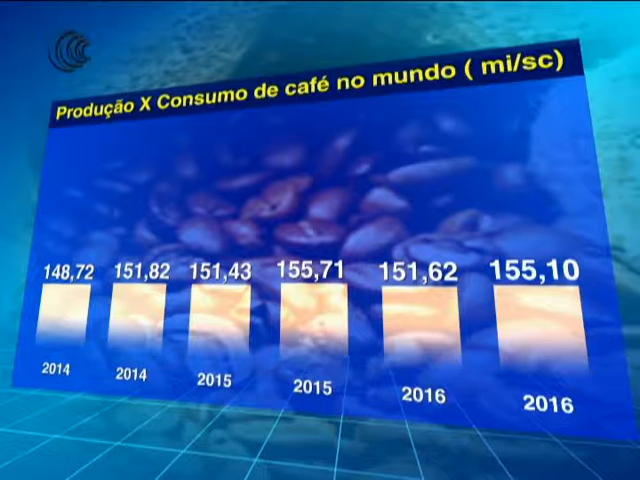 Produção X Consumo de café no mundo ( mi/sc)
148,72 151,82 151,43 155,71 151,62 155,10
2014 2014 2015 2015 2016 2016